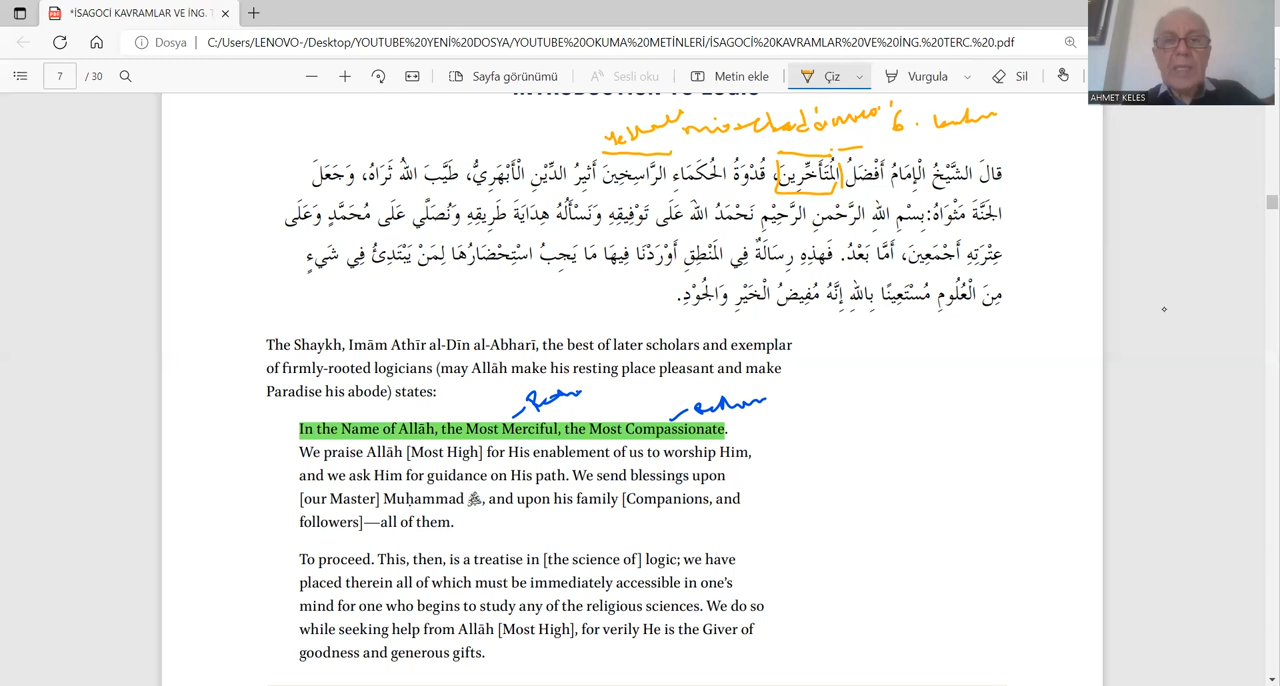 *İSAGOCİ KAVRAMLAR VE İNG. T
Dosya C:/Users/LENOVO-/Desktop/YOUTUBE%20YENİ%20DOSYA/YOUTUBE%20OKUMA%20METİNLERİ/İSAGOCİ%20KAVRAMLAR%20VE%20İNG.%20TERC.%20.pdf
7 / 30 Sayfa görünümü Sesli oku Metin ekle Çiz Vurgula Sil
AHMET KELES
INTRODUCTION TO LOGIC
قالَ الشَّيْخُ الْإِمَامُ أَفْضَلُ الْمُتَأَخِّرِينَ، قُدْوَةُ الْحُكَمَاءِ الرَّاسِخِينَ أَثِيرُ الدِّيْنِ الْأَبْهَرِيُّ، طَيَّبَ اللهُ ثَرَاهُ، وَجَعَلَ
الْجَنَّةَ مَثْوَاهُ: بِسْمِ اللهِ الرَّحْمنِ الرَّحِيْمِ نَحْمَدُ اللهَ عَلَى تَوْفِيقِهِ وَنَسْأَلُهُ هِدَايَةَ طَرِيقِهِ وَنُصَلِّي عَلَى مُحَمَّدٍ وَعَلَى
عِتْرَتِهِ أَجْمَعِينَ، أَمَّا بَعْدُ. فَهذِهِ رِسَالَةٌ فِي الْمَنْطِقِ أَوْرَدْنَا فِيهَا مَا يَجِبُ اسْتِحْضَارُهَا لِمَنْ يَبْتَدِئُ فِي شَيءٍ
مِنَ الْعُلُومِ مُسْتَعِينًا بِاللهِ إِنَّهُ مُفِيضُ الْخَيْرِ وَالْجُوْدِ.
The Shaykh, Imām Athīr al-Dīn al-Abharī, the best of later scholars and exemplar
of firmly-rooted logicians (may Allāh make his resting place pleasant and make
Paradise his abode) states:
In the Name of Allāh, the Most Merciful, the Most Compassionate.
We praise Allāh [Most High] for His enablement of us to worship Him,
and we ask Him for guidance on His path. We send blessings upon
[our Master] Muḥammad ﷺ, and upon his family [Companions, and
followers]—all of them.
To proceed. This, then, is a treatise in [the science of] logic; we have
placed therein all of which must be immediately accessible in one's
mind for one who begins to study any of the religious sciences. We do so
while seeking help from Allāh [Most High], for verily He is the Giver of
goodness and generous gifts.